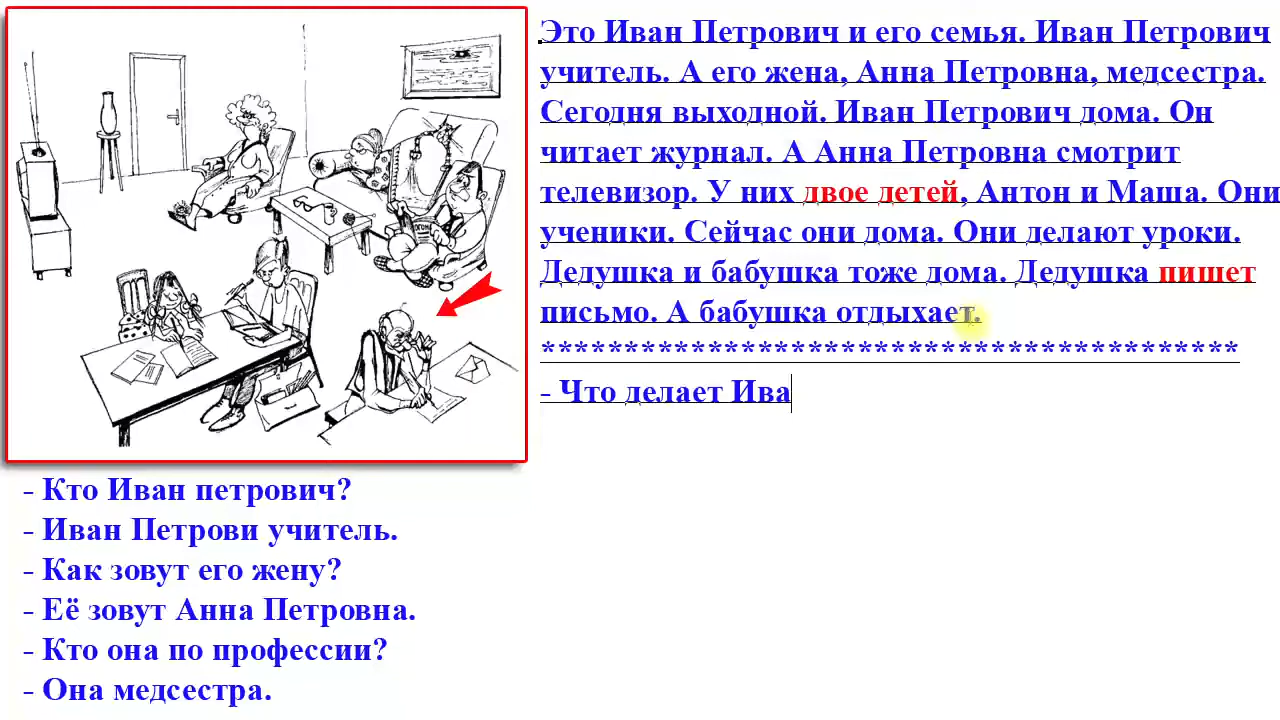 Это Иван Петрович и его семья. Иван Петрович
учитель. А его жена, Анна Петровна, медсестра.
Сегодня выходной. Иван Петрович дома. Он
читает журнал. А Анна Петровна смотрит
телевизор. У них двое детей, Антон и Маша. Они
ученики. Сейчас они дома. Они делают уроки.
Дедушка и бабушка тоже дома. Дедушка пишет
письмо. А бабушка отдыхает.
******************************************
- Что делает Ива
- Кто Иван петрович?
- Иван Петрови учитель.
- Как зовут его жену?
- Её зовут Анна Петровна.
- Кто она по профессии?
- Она медсестра.